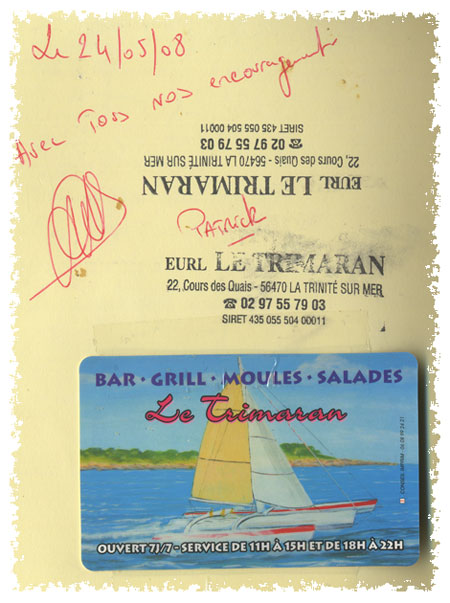 Le 24/05/08
Avec Tous nos encouragements
EURL LE TRIMARAN
22, Cours des Quais - 56470 LA TRINITÉ SUR MER
☎ 02 97 55 79 03
SIRET 435 055 504 00011
PATRICK
EURL LE TRIMARAN
22, Cours des Quais - 56470 LA TRINITÉ SUR MER
☎ 02 97 55 79 03
SIRET 435 055 504 00011
BAR • GRILL • MOULES • SALADES
Le Trimaran
OUVERT 7J/7 - SERVICE DE 11H À 15H ET DE 18H À 22H